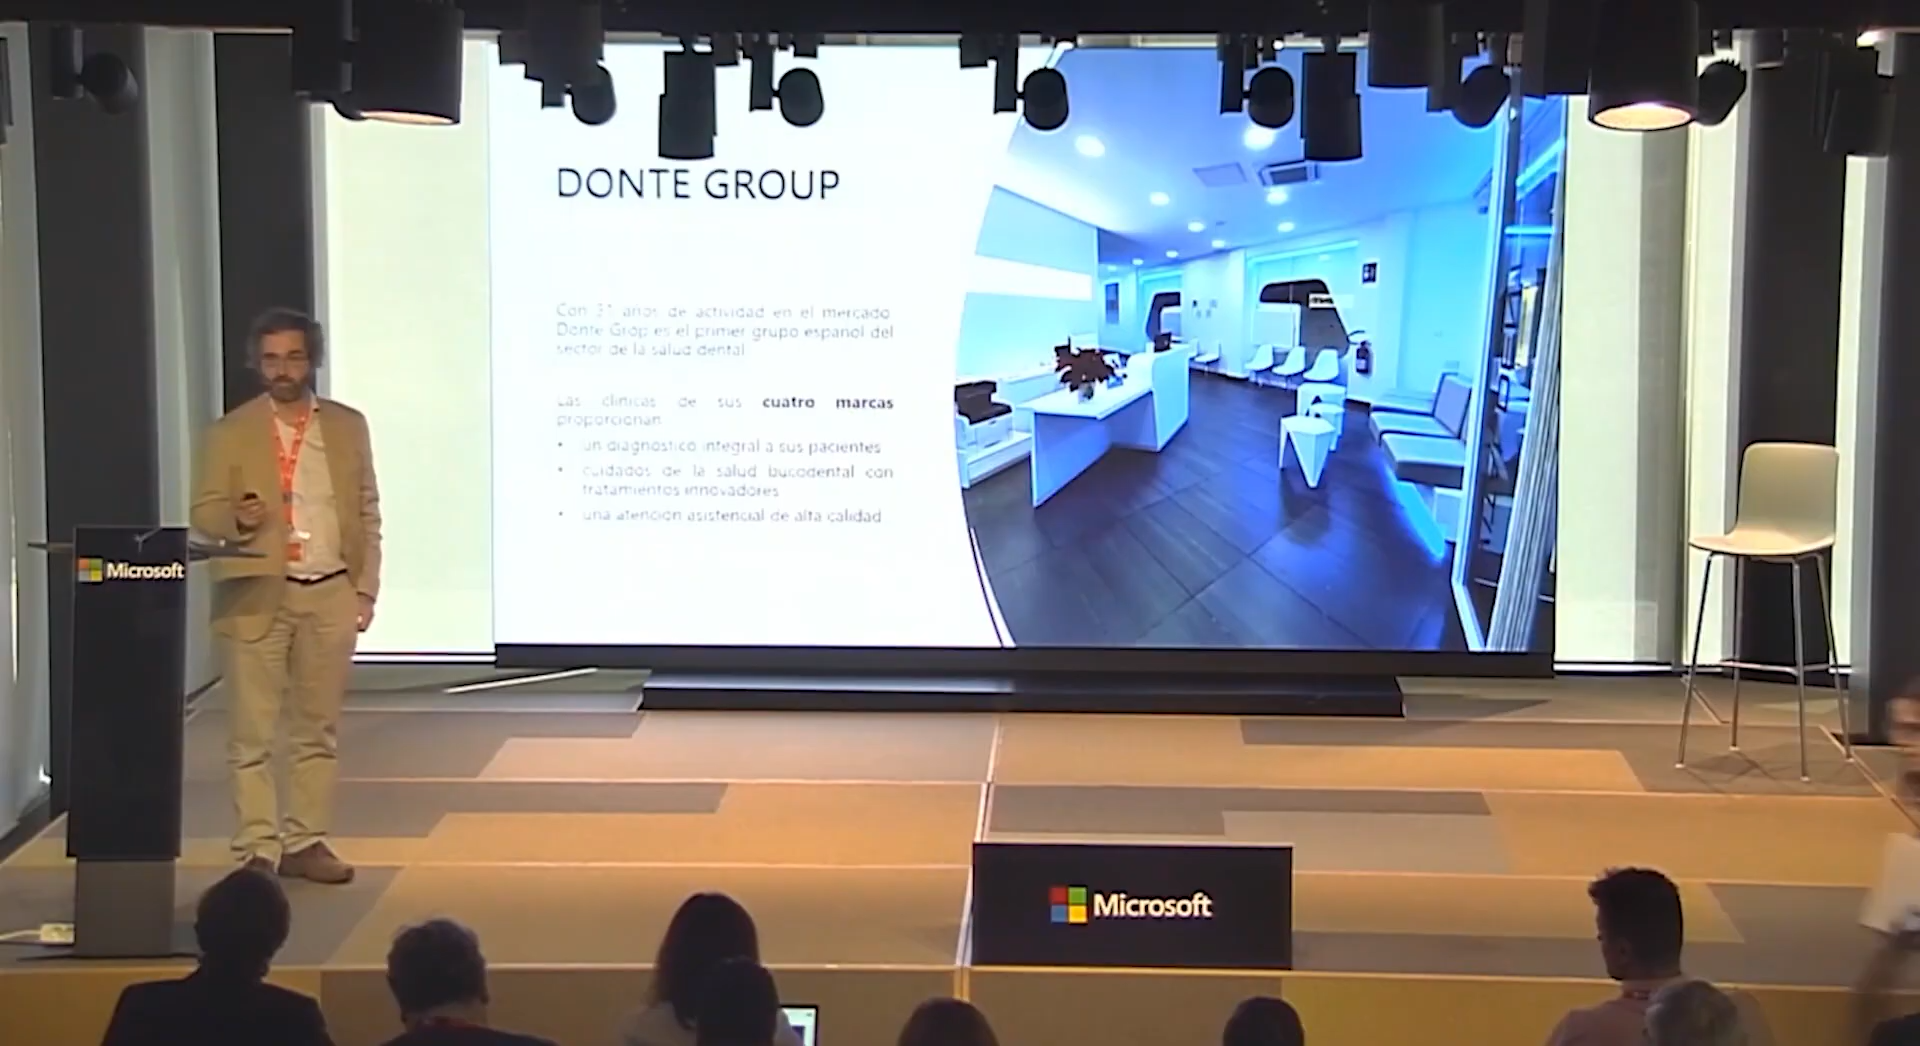 DONTE GROUP
Con 31 años de actividad en el mercado
Donte Grop es el primer grupo español del
sector de la salud dental
Las clínicas de sus cuatro marcas
proporcionan
• un diagnóstico integral a sus pacientes
• cuidados de la salud bucodental con
tratamientos innovadores
• una atención asistencial de alta calidad
Microsoft
Microsoft